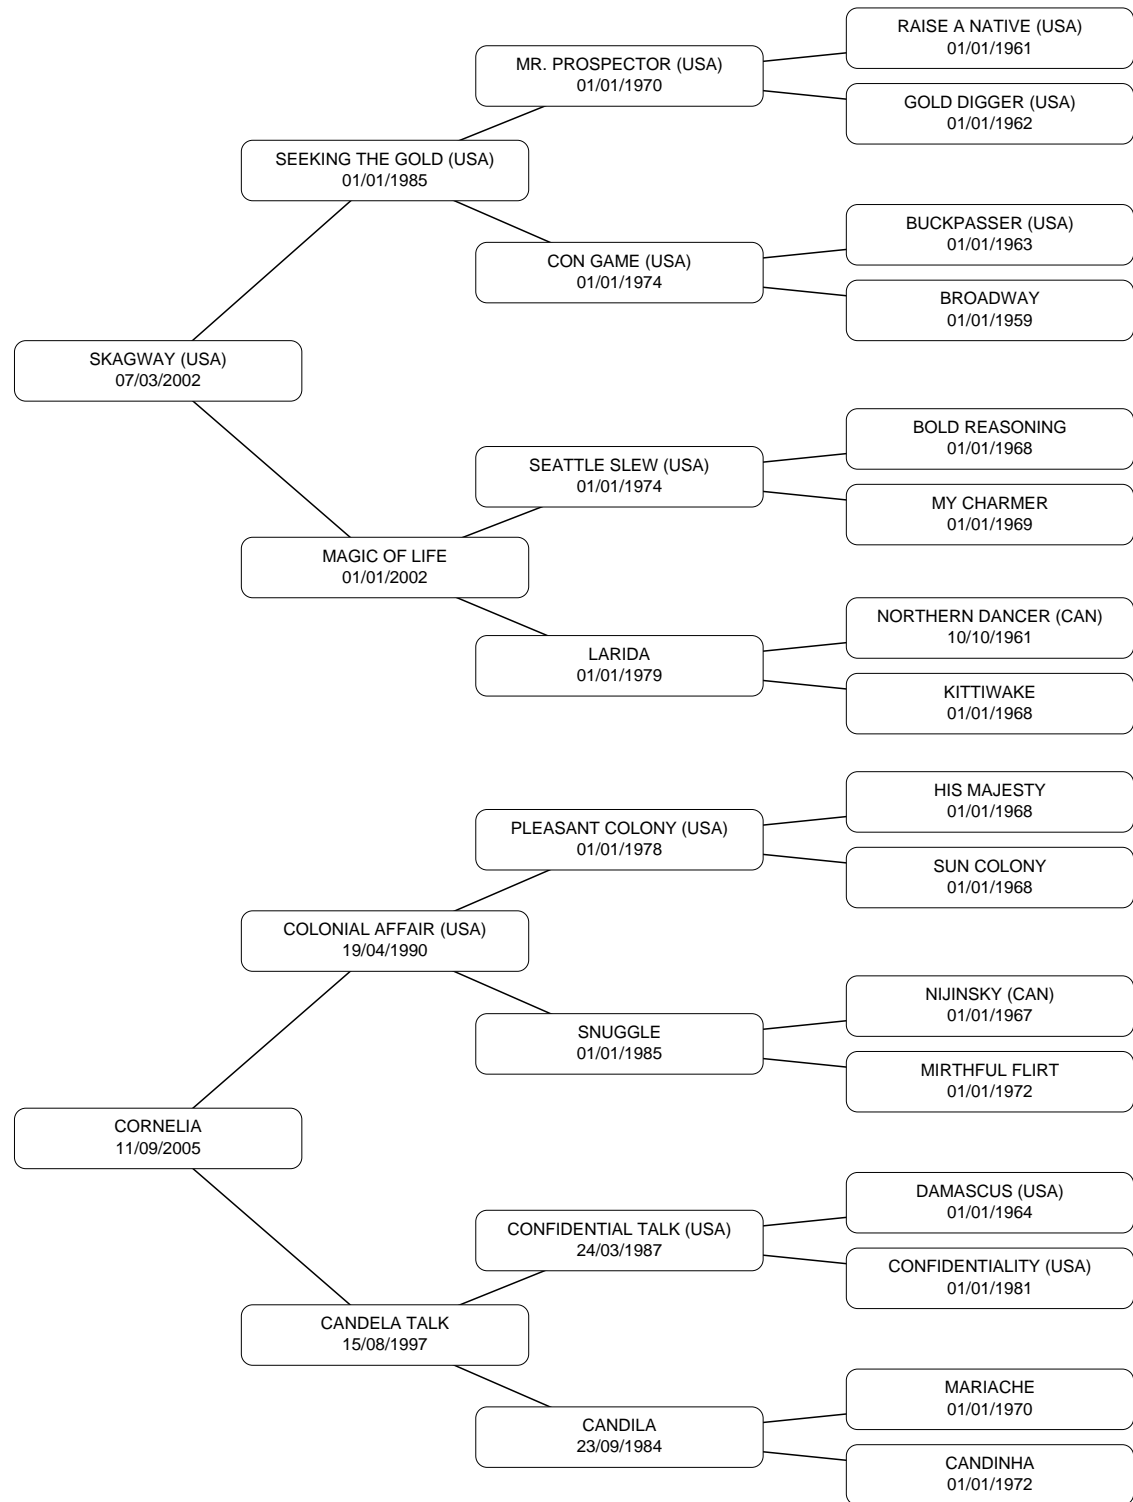 RAISE A NATIVE (USA)
01/01/1961
MR. PROSPECTOR (USA)
01/01/1970
GOLD DIGGER (USA)
01/01/1962
SEEKING THE GOLD (USA)
01/01/1985
BUCKPASSER (USA)
01/01/1963
CON GAME (USA)
01/01/1974
BROADWAY
01/01/1959
SKAGWAY (USA)
07/03/2002
BOLD REASONING
01/01/1968
SEATTLE SLEW (USA)
01/01/1974
MY CHARMER
01/01/1969
MAGIC OF LIFE
01/01/2002
NORTHERN DANCER (CAN)
10/10/1961
LARIDA
01/01/1979
KITTIWAKE
01/01/1968
HIS MAJESTY
01/01/1968
PLEASANT COLONY (USA)
01/01/1978
SUN COLONY
01/01/1968
COLONIAL AFFAIR (USA)
19/04/1990
NIJINSKY (CAN)
01/01/1967
SNUGGLE
01/01/1985
MIRTHFUL FLIRT
01/01/1972
CORNELIA
11/09/2005
DAMASCUS (USA)
01/01/1964
CONFIDENTIAL TALK (USA)
24/03/1987
CONFIDENTIALITY (USA)
01/01/1981
CANDELA TALK
15/08/1997
MARIACHE
01/01/1970
CANDILA
23/09/1984
CANDINHA
01/01/1972